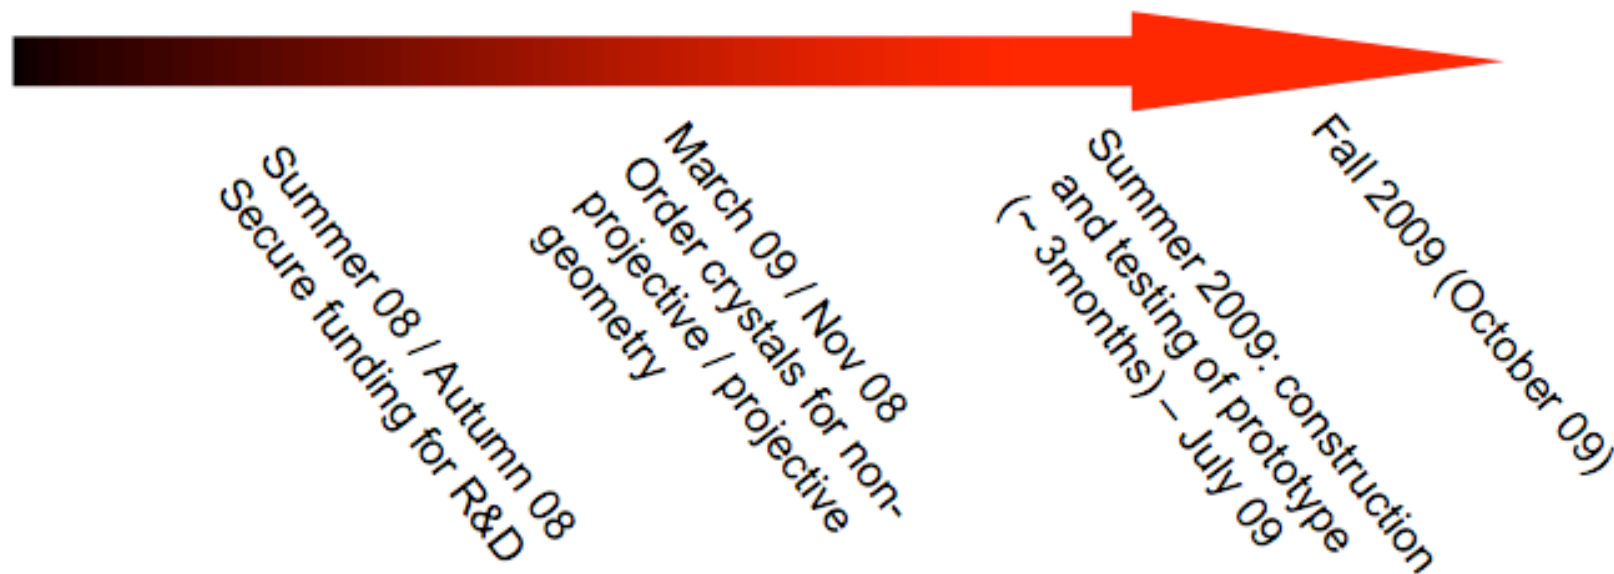 Summer 08 / Autumn 08
Secure funding for R&D
March 09 / Nov 08
Order crystals for non-
projective / projective
geometry
Summer 2009: construction
and testing of prototype
(~ 3months) – July 09
Fall 2009 (October 09)